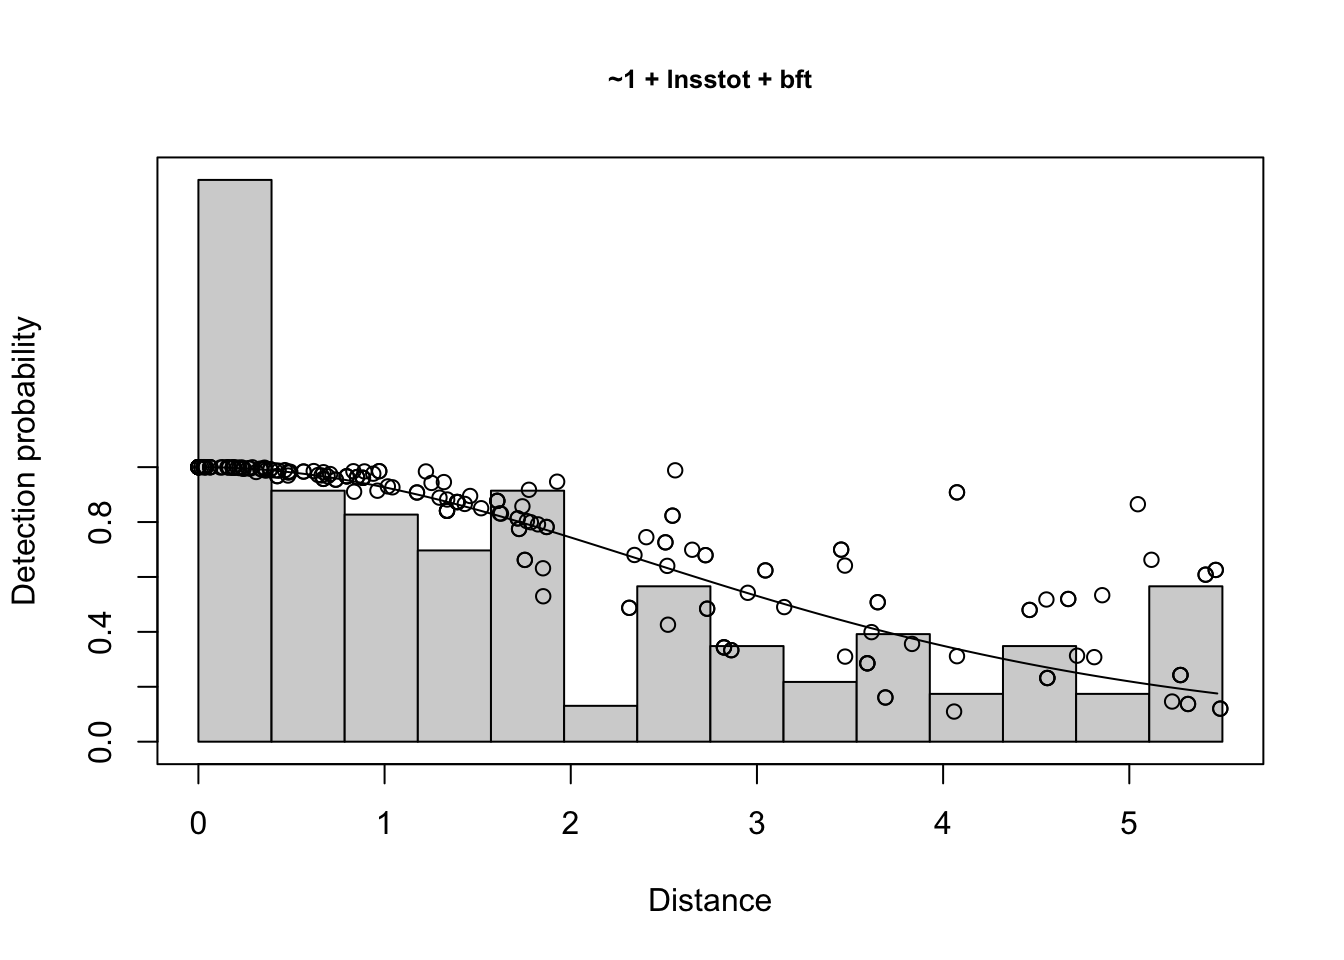 ~1 + lnsstot + bft
Detection probability
0.8
0.4
0.0
0 1 2 3 4 5
Distance